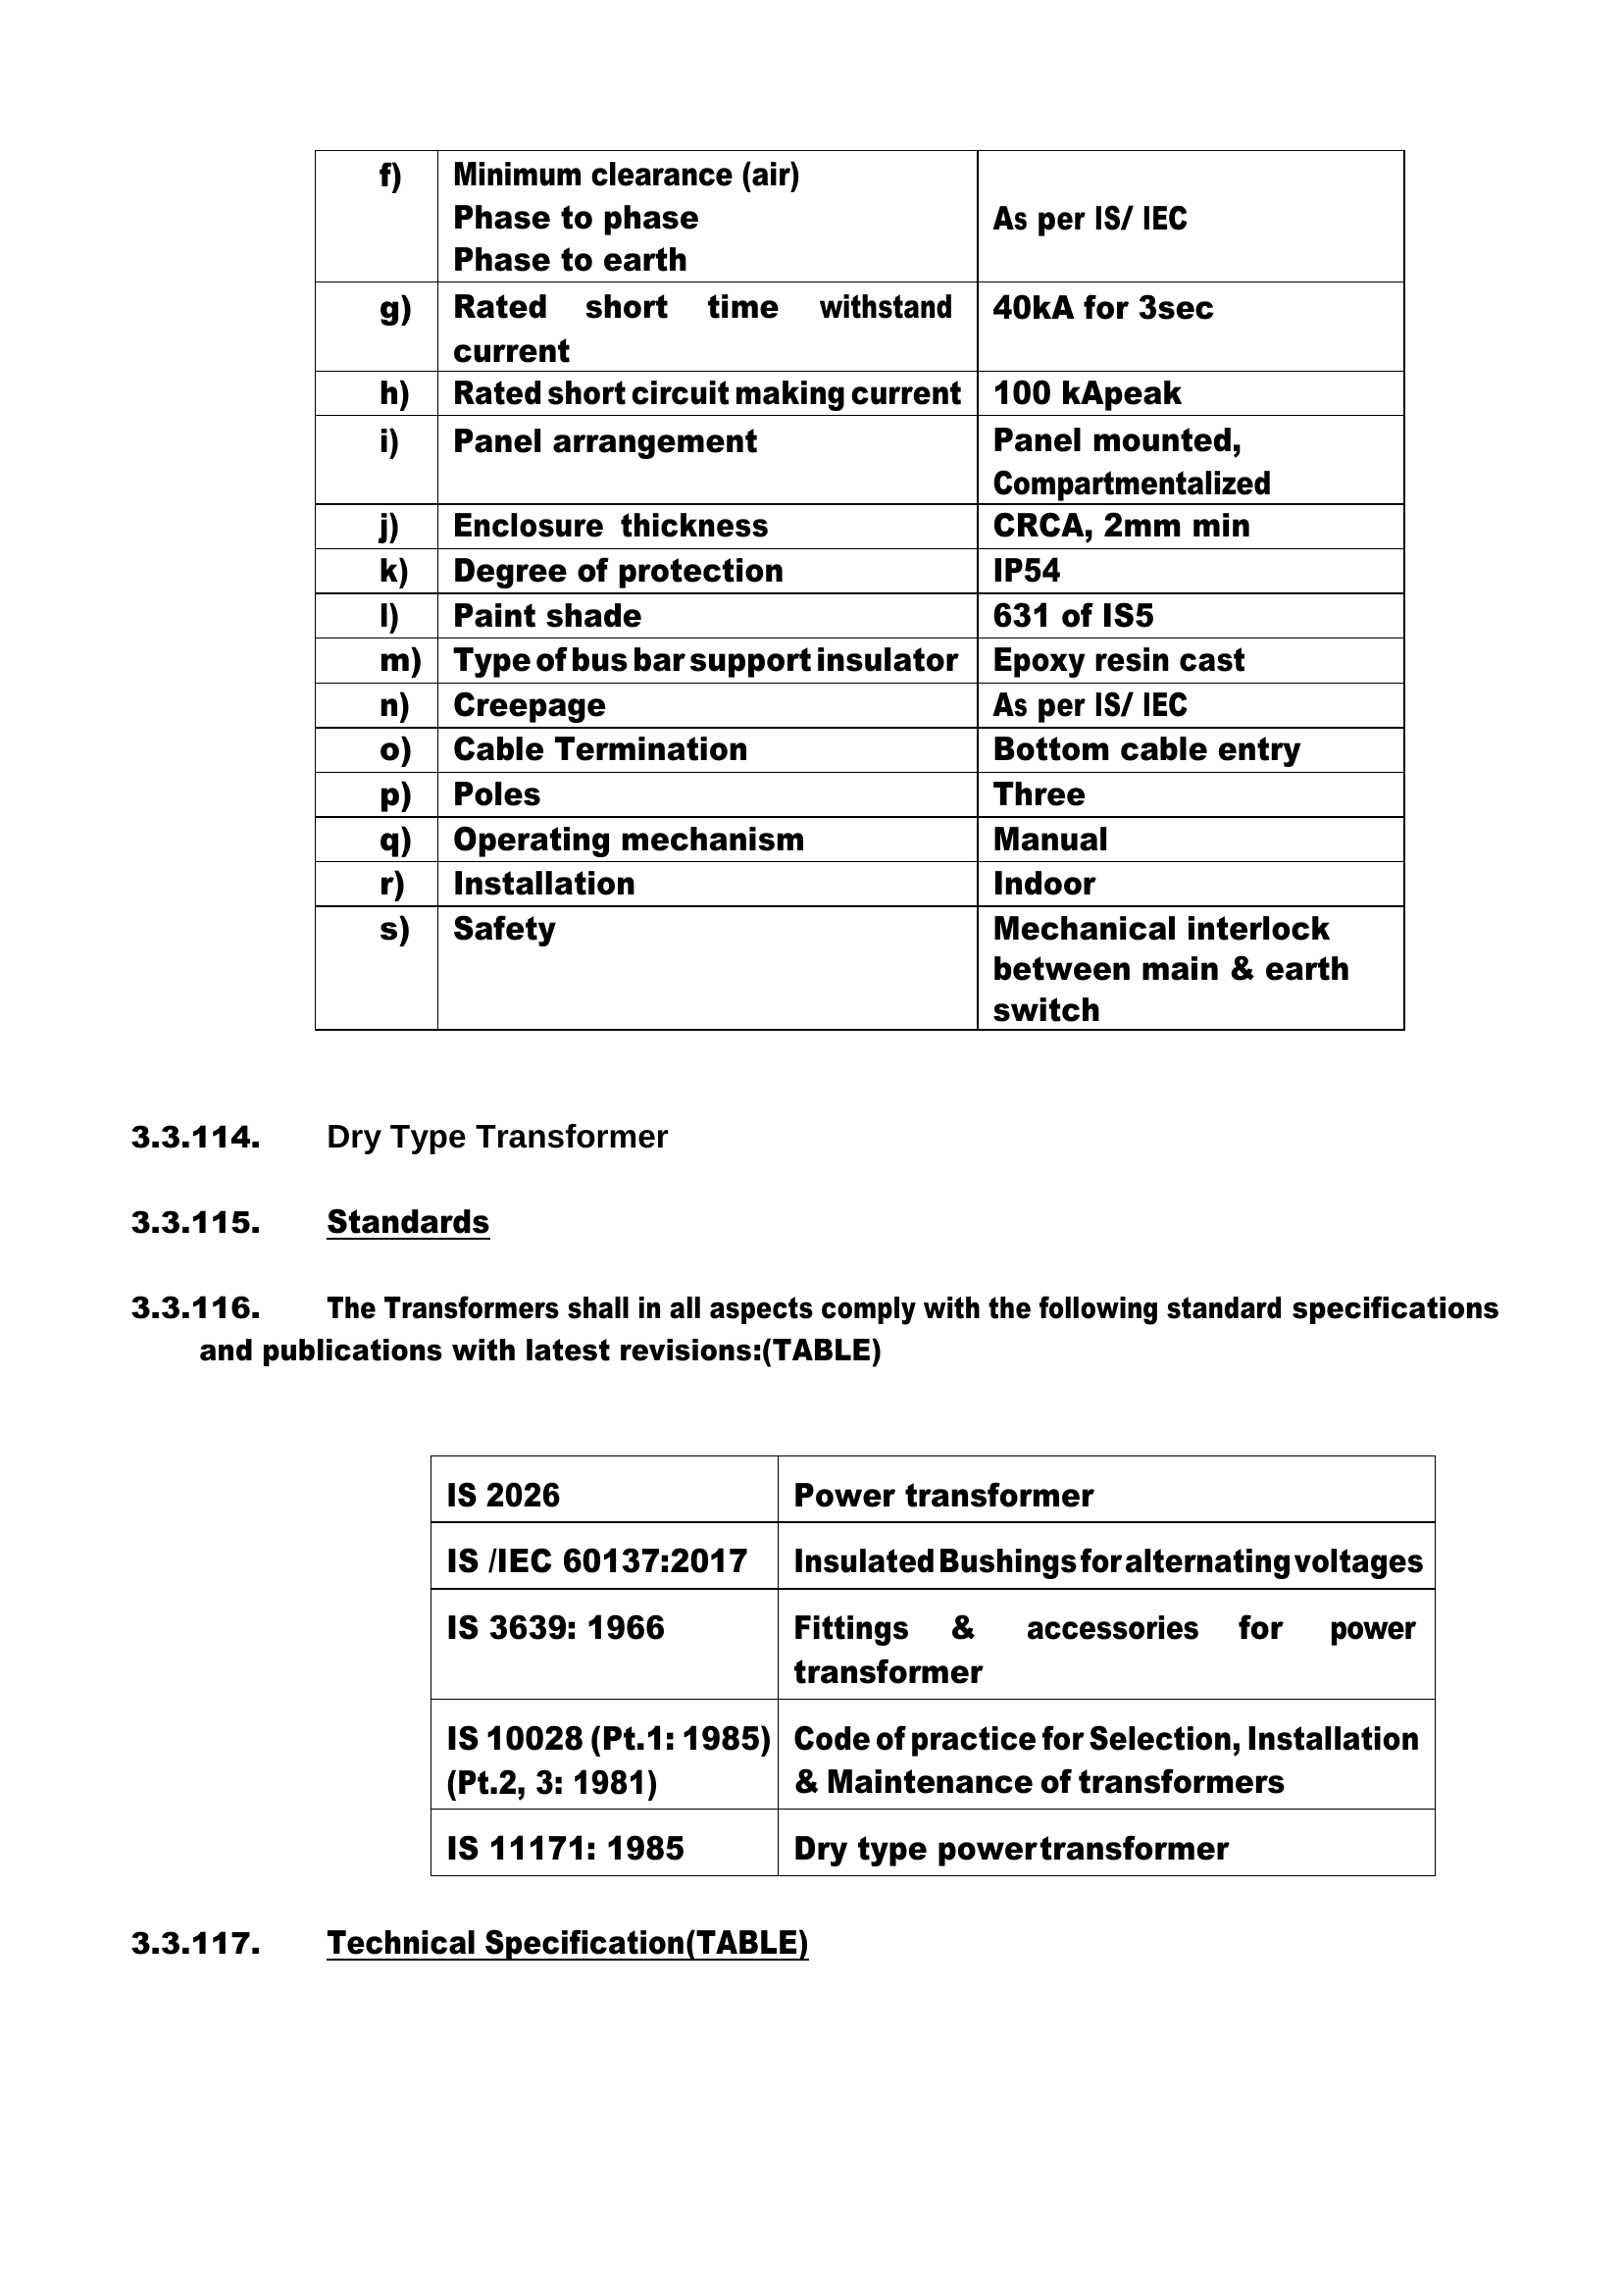 f) Minimum clearance (air)
Phase to phase As per IS/ IEC
Phase to earth
g) Rated short time withstand 40kA for 3sec
current
h) Rated short circuit making current 100 kApeak
i) Panel arrangement Panel mounted,
Compartmentalized
j) Enclosure thickness CRCA, 2mm min
k) Degree of protection IP54
l) Paint shade 631 of IS5
m) Type of bus bar support insulator Epoxy resin cast
n) Creepage As per IS/ IEC
o) Cable Termination Bottom cable entry
p) Poles Three
q) Operating mechanism Manual
r) Installation Indoor
s) Safety Mechanical interlock
between main & earth
switch
3.3.114. Dry Type Transformer
3.3.115. Standards
3.3.116. The Transformers shall in all aspects comply with the following standard specifications
and publications with latest revisions:(TABLE)
IS 2026 Power transformer
IS /IEC 60137:2017 Insulated Bushings for alternating voltages
IS 3639: 1966 Fittings & accessories for power
transformer
IS 10028 (Pt.1: 1985) Code of practice for Selection, Installation
(Pt.2, 3: 1981) & Maintenance of transformers
IS 11171: 1985 Dry type power transformer
3.3.117. Technical Specification(TABLE)